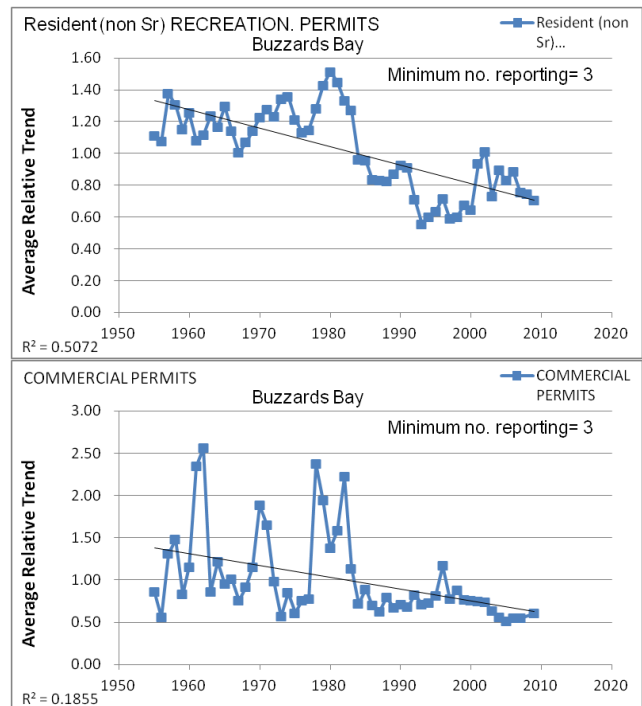 Resident (non Sr) RECREATION. PERMITS
Resident (non Sr)...
Buzzards Bay
Minimum no. reporting= 3
Average Relative Trend
1.60
1.40
1.20
1.00
0.80
0.60
0.40
0.20
0.00
1950 1960 1970 1980 1990 2000 2010 2020
R² = 0.5072
COMMERCIAL PERMITS
COMMERCIAL PERMITS
Buzzards Bay
Minimum no. reporting= 3
Average Relative Trend
3.00
2.50
2.00
1.50
1.00
0.50
0.00
1950 1960 1970 1980 1990 2000 2010 2020
R² = 0.1855